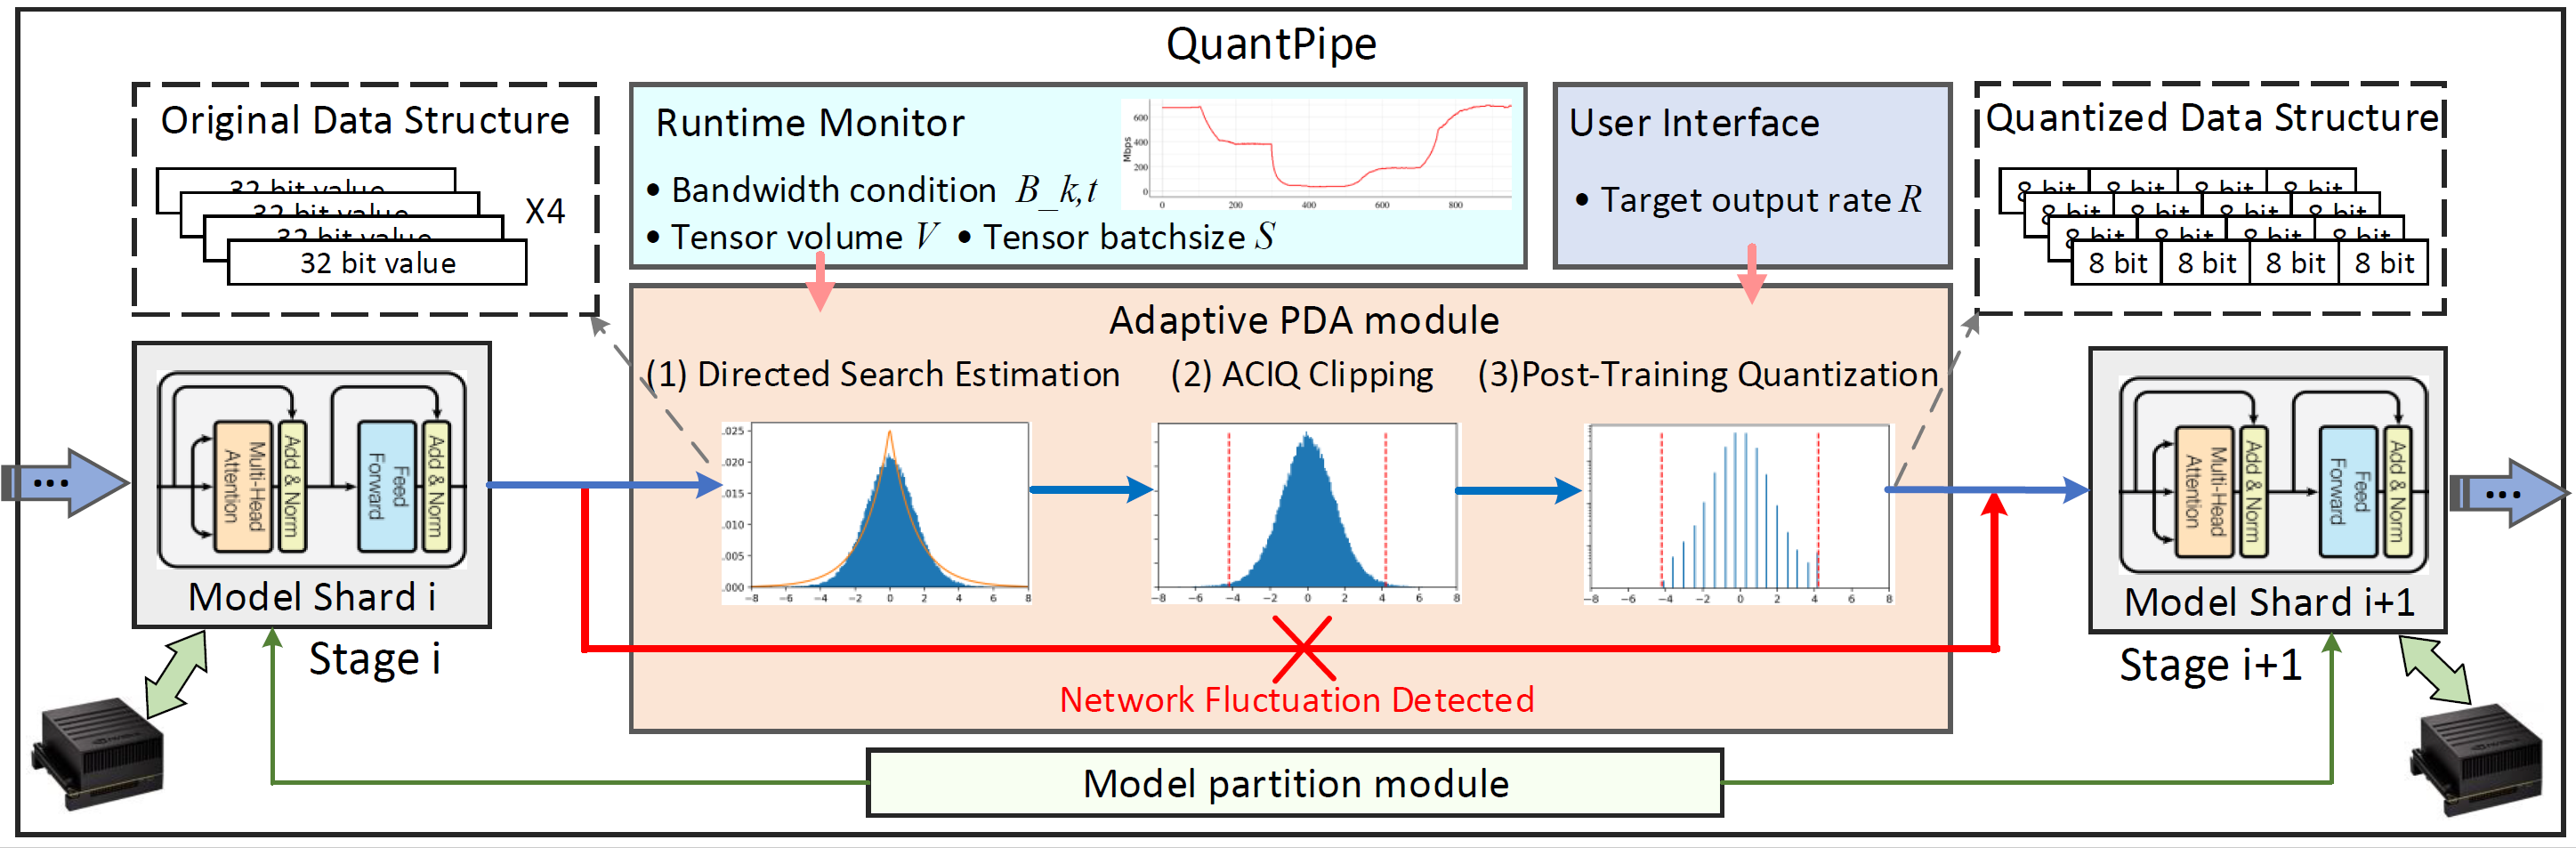 QuantPipe
Original Data Structure
32 bit value
32 bit value
32 bit value
32 bit value
X4
Runtime Monitor
• Bandwidth condition B_k,t
• Tensor volume V • Tensor batchsize S
Mbps
600
400
200
0
0 200 400 600 800
User Interface
• Target output rate R
Quantized Data Structure
8 bit 8 bit 8 bit 8 bit
8 bit 8 bit 8 bit 8 bit
8 bit 8 bit 8 bit 8 bit
8 bit 8 bit 8 bit 8 bit
Adaptive PDA module
(1) Directed Search Estimation
(2) ACIQ Clipping
(3)Post-Training Quantization
.025
.020
.015
.010
.005
.000
−8 −6 −4 −2 0 2 4 6 8
−8 −6 −4 −2 0 2 4 6 8
−8 −6 −4 −2 0 2 4 6 8
Network Fluctuation Detected
...
Multi-Head
Attention
Add & Norm
Feed
Forward
Add & Norm
Model Shard i
Stage i
Multi-Head
Attention
Add & Norm
Feed
Forward
Add & Norm
Model Shard i+1
Stage i+1
...
Model partition module